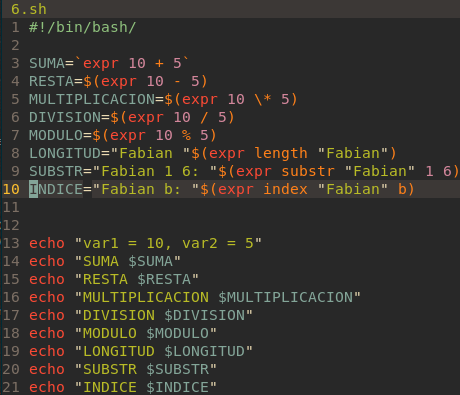 6.sh
1 #!/bin/bash/
2
3 SUMA=`expr 10 + 5`
4 RESTA=$(expr 10 - 5)
5 MULTIPLICACION=$(expr 10 \* 5)
6 DIVISION=$(expr 10 / 5)
7 MODULO=$(expr 10 % 5)
8 LONGITUD="Fabian "$(expr length "Fabian")
9 SUBSTR="Fabian 1 6: "$(expr substr "Fabian" 1 6)
10 INDICE="Fabian b: "$(expr index "Fabian" b)
11
12
13 echo "var1 = 10, var2 = 5"
14 echo "SUMA $SUMA"
15 echo "RESTA $RESTA"
16 echo "MULTIPLICACION $MULTIPLICACION"
17 echo "DIVISION $DIVISION"
18 echo "MODULO $MODULO"
19 echo "LONGITUD $LONGITUD"
20 echo "SUBSTR $SUBSTR"
21 echo "INDICE $INDICE"